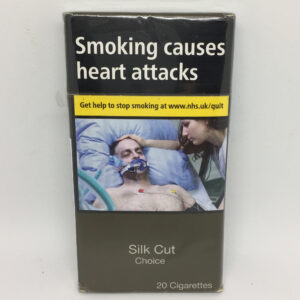 Smoking causes
heart attacks
Get help to stop smoking at www.nhs.uk/quit
Silk Cut
Choice
20 Cigarettes